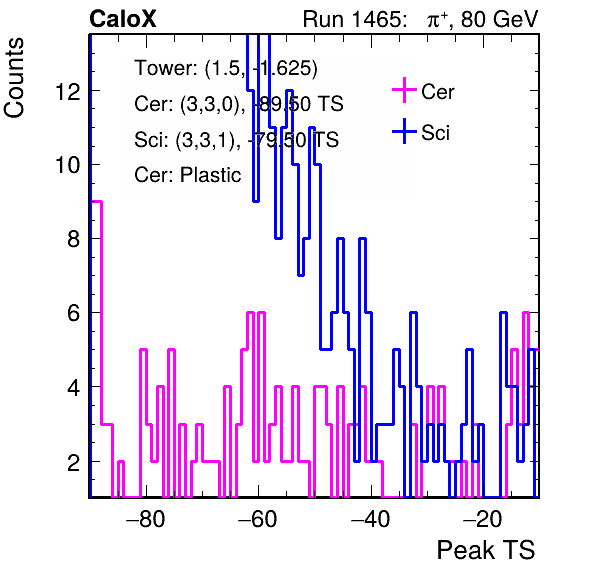 CaloX Run 1465: π⁺, 80 GeV
Counts
Tower: (1.5, -1.625)
Cer: (3,3,0), -89.50 TS
Sci: (3,3,1), -79.50 TS
Cer: Plastic
Cer
Sci
12
10
8
6
4
2
−80 −60 −40 −20
Peak TS